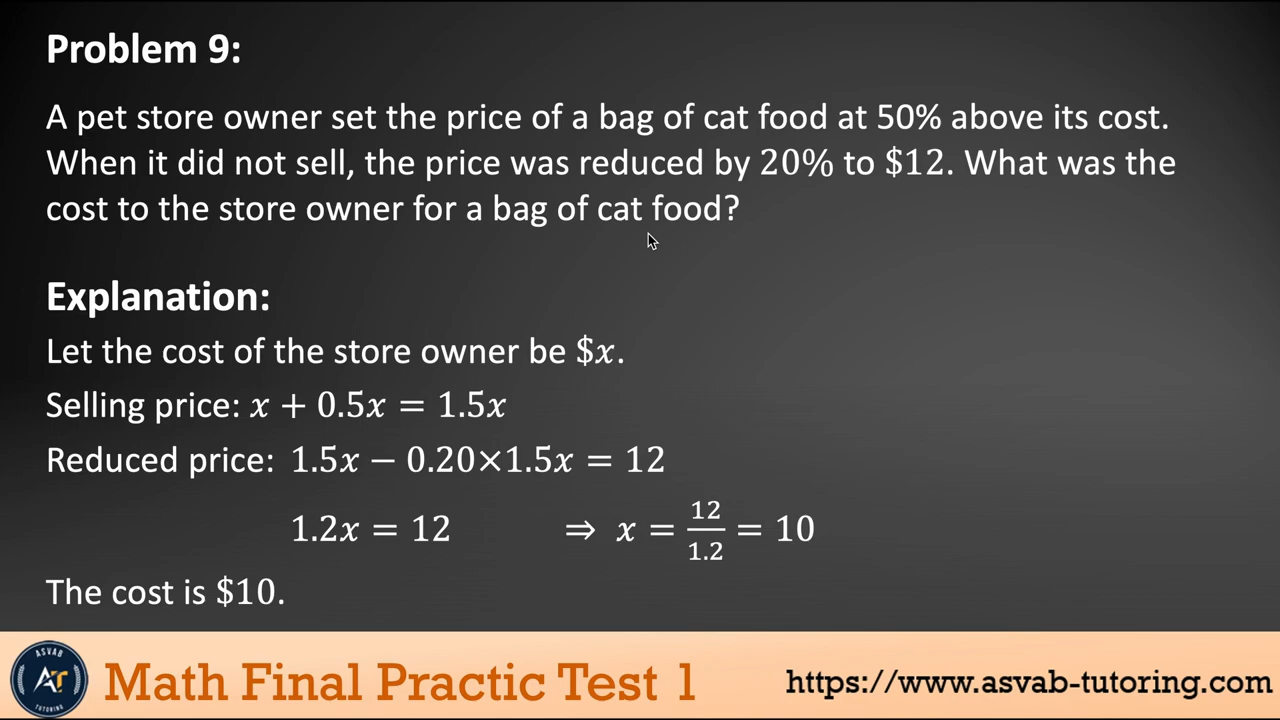 Problem 9:
A pet store owner set the price of a bag of cat food at 50% above its cost.
When it did not sell, the price was reduced by 20% to $12. What was the
cost to the store owner for a bag of cat food?
Explanation:
Let the cost of the store owner be $x.
Selling price: x + 0.5x = 1.5x
Reduced price: 1.5x − 0.20×1.5x = 12
1.2x = 12 ⇒ x = 12/1.2 = 10
The cost is $10.
ASVAB
AT
TUTORING
Math Final Practic Test 1
https://www.asvab-tutoring.com